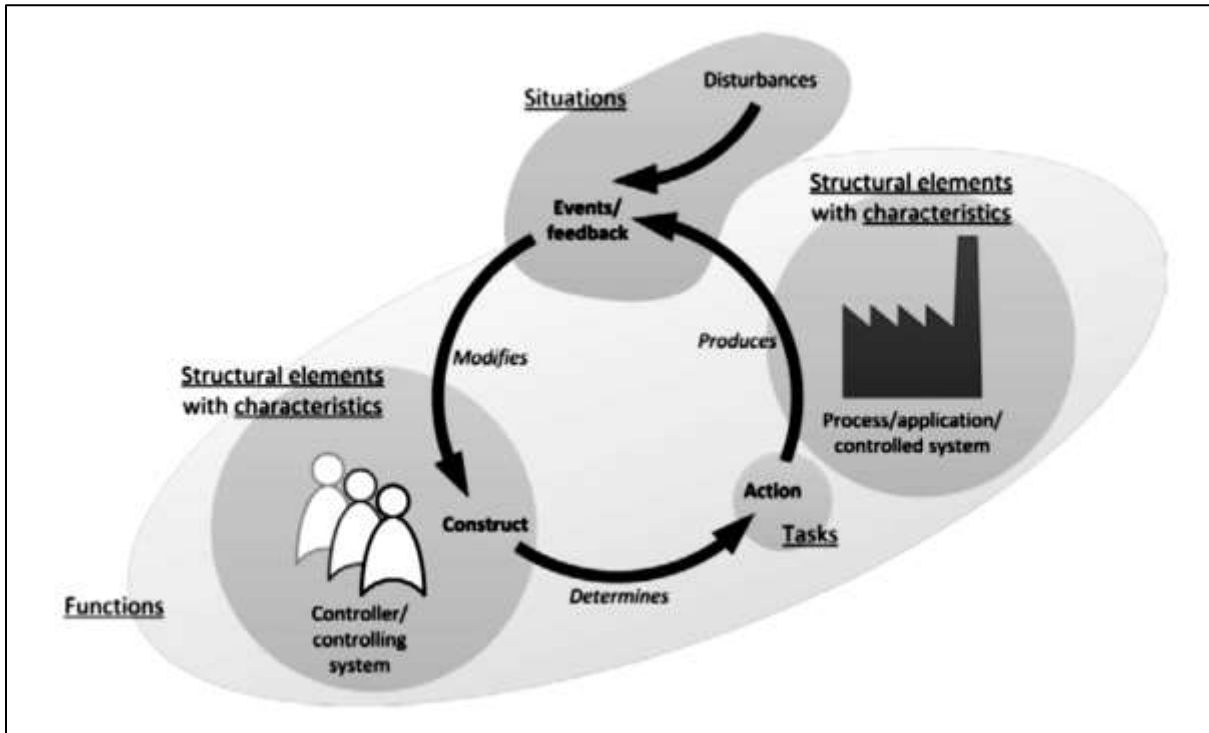 Disturbances
Situations
Events/
feedback
Structural elements
with characteristics
Modifies
Produces
Structural elements
with characteristics
Process/application/
controlled system
Action
Tasks
Construct
Determines
Functions
Controller/
controlling
system